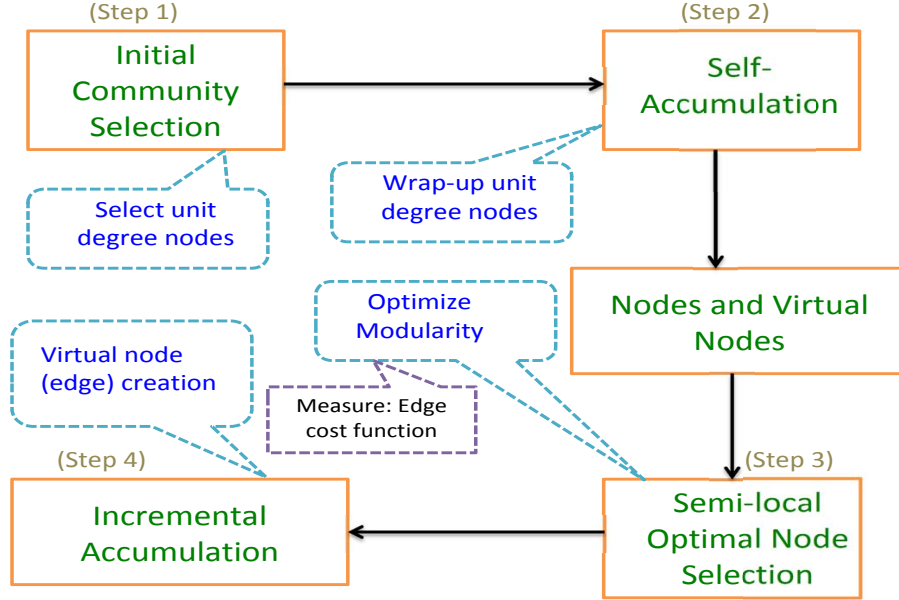 (Step 1)
Initial
Community
Selection
Select unit
degree nodes
(Step 2)
Self-
Accumulation
Wrap-up unit
degree nodes
Nodes and Virtual
Nodes
(Step 3)
Semi-local
Optimal Node
Selection
Optimize
Modularity
Measure: Edge
cost function
(Step 4)
Incremental
Accumulation
Virtual node
(edge) creation